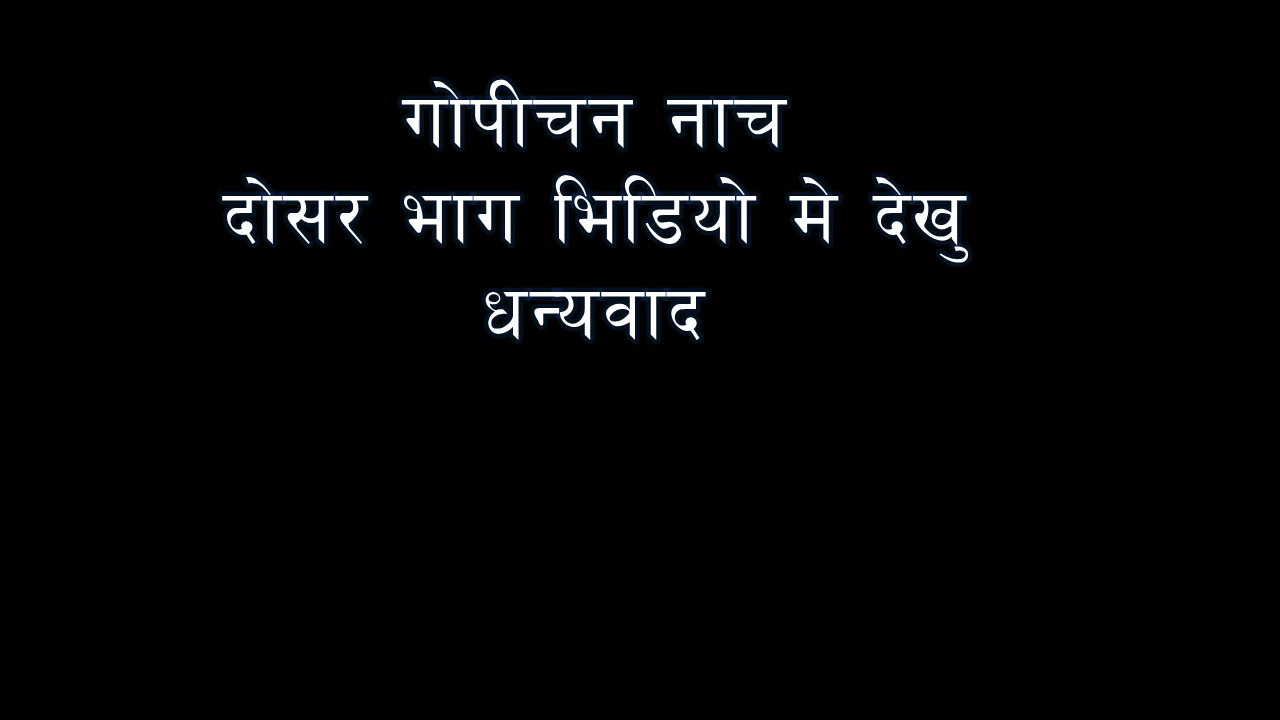 गोपीचन नाच
दोसर भाग भिडियो मे देखु
धन्यवाद